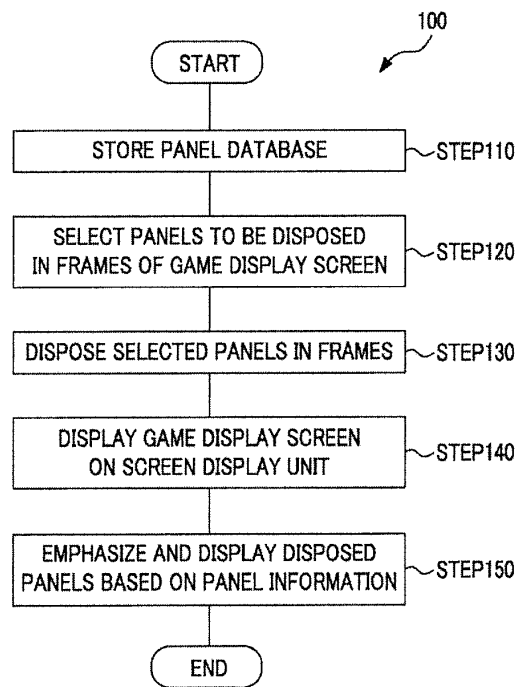 100
START
STORE PANEL DATABASE
STEP110
SELECT PANELS TO BE DISPOSED
IN FRAMES OF GAME DISPLAY SCREEN
STEP120
DISPOSE SELECTED PANELS IN FRAMES
STEP130
DISPLAY GAME DISPLAY SCREEN
ON SCREEN DISPLAY UNIT
STEP140
EMPHASIZE AND DISPLAY DISPOSED
PANELS BASED ON PANEL INFORMATION
STEP150
END